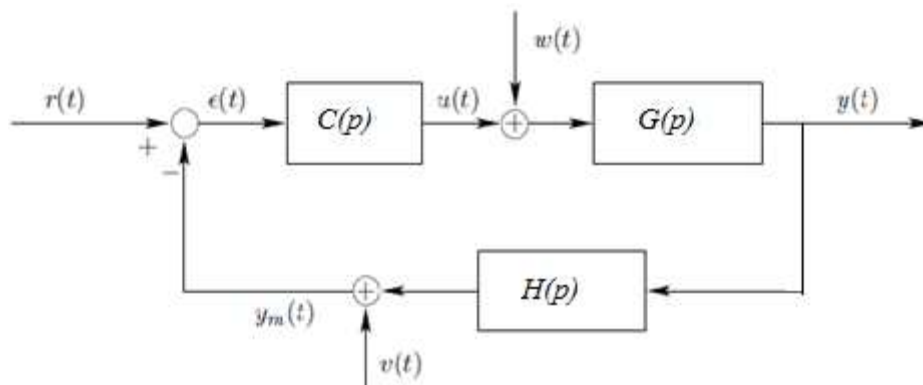 w(t)
r(t)
ϵ(t)
C(p)
u(t)
+
G(p)
y(t)
+
−
H(p)
+
y_m(t)
v(t)